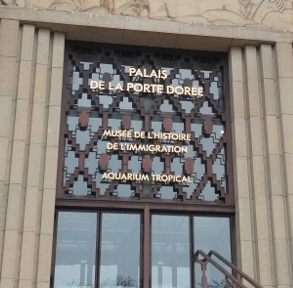 PALAIS
DE LA PORTE DORÉE
MUSÉE DE L'HISTOIRE
DE L'IMMIGRATION
AQUARIUM TROPICAL